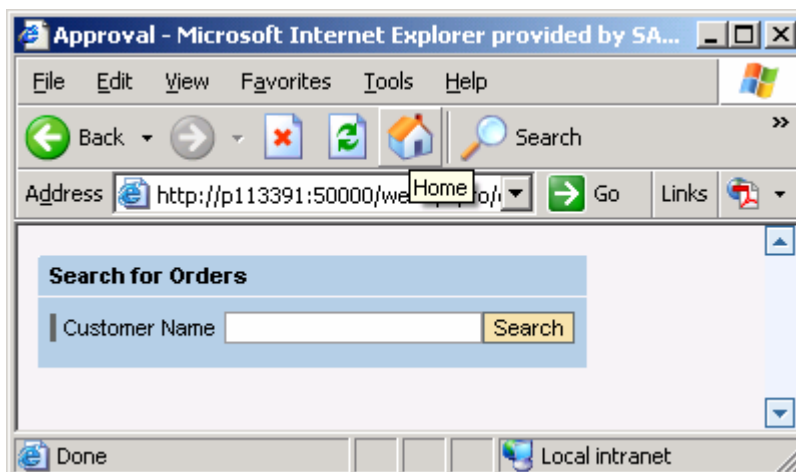 Approval - Microsoft Internet Explorer provided by SA...
File Edit View Favorites Tools Help
Back Search »
Address http://p113391:50000/we Go Links
Home
Search for Orders
Customer Name Search
Done Local intranet